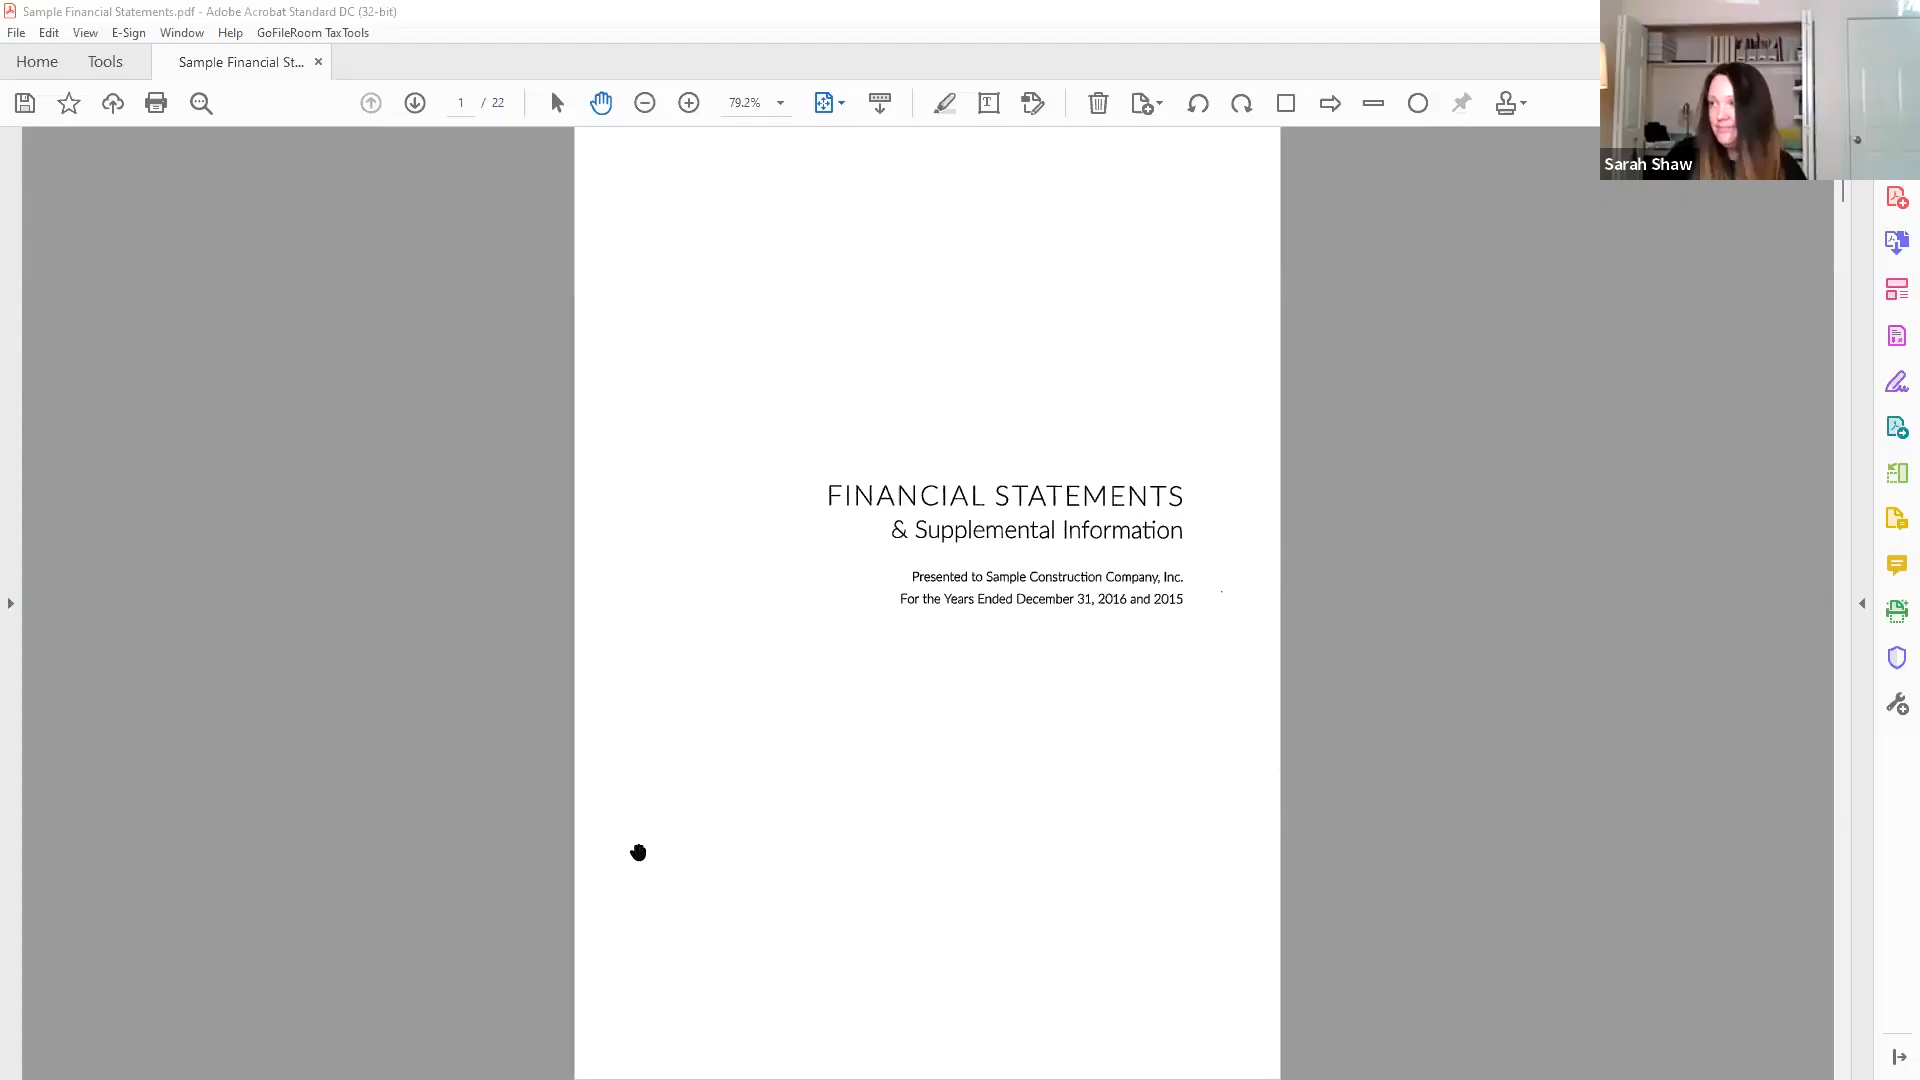 Sample Financial Statements.pdf - Adobe Acrobat Standard DC (32-bit)
File Edit View E-Sign Window Help GoFileRoom TaxTools
Home Tools Sample Financial St... ×
1 / 22 79.2%
Sarah Shaw
FINANCIAL STATEMENTS
& Supplemental Information
Presented to Sample Construction Company, Inc.
For the Years Ended December 31, 2016 and 2015